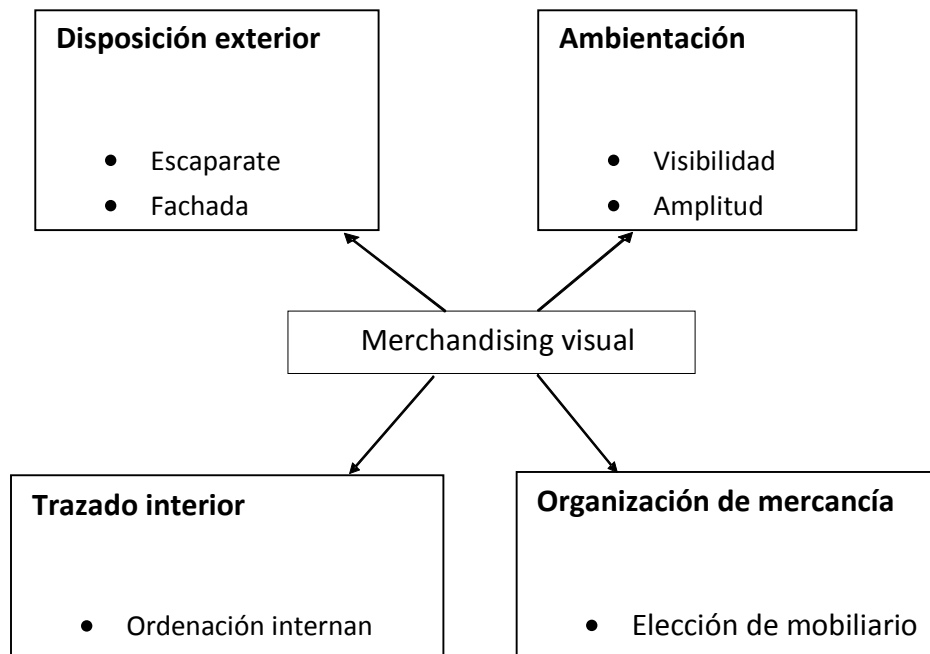 Disposición exterior
• Escaparate
• Fachada
Ambientación
• Visibilidad
• Amplitud
Merchandising visual
Trazado interior
• Ordenación internan
Organización de mercancía
• Elección de mobiliario